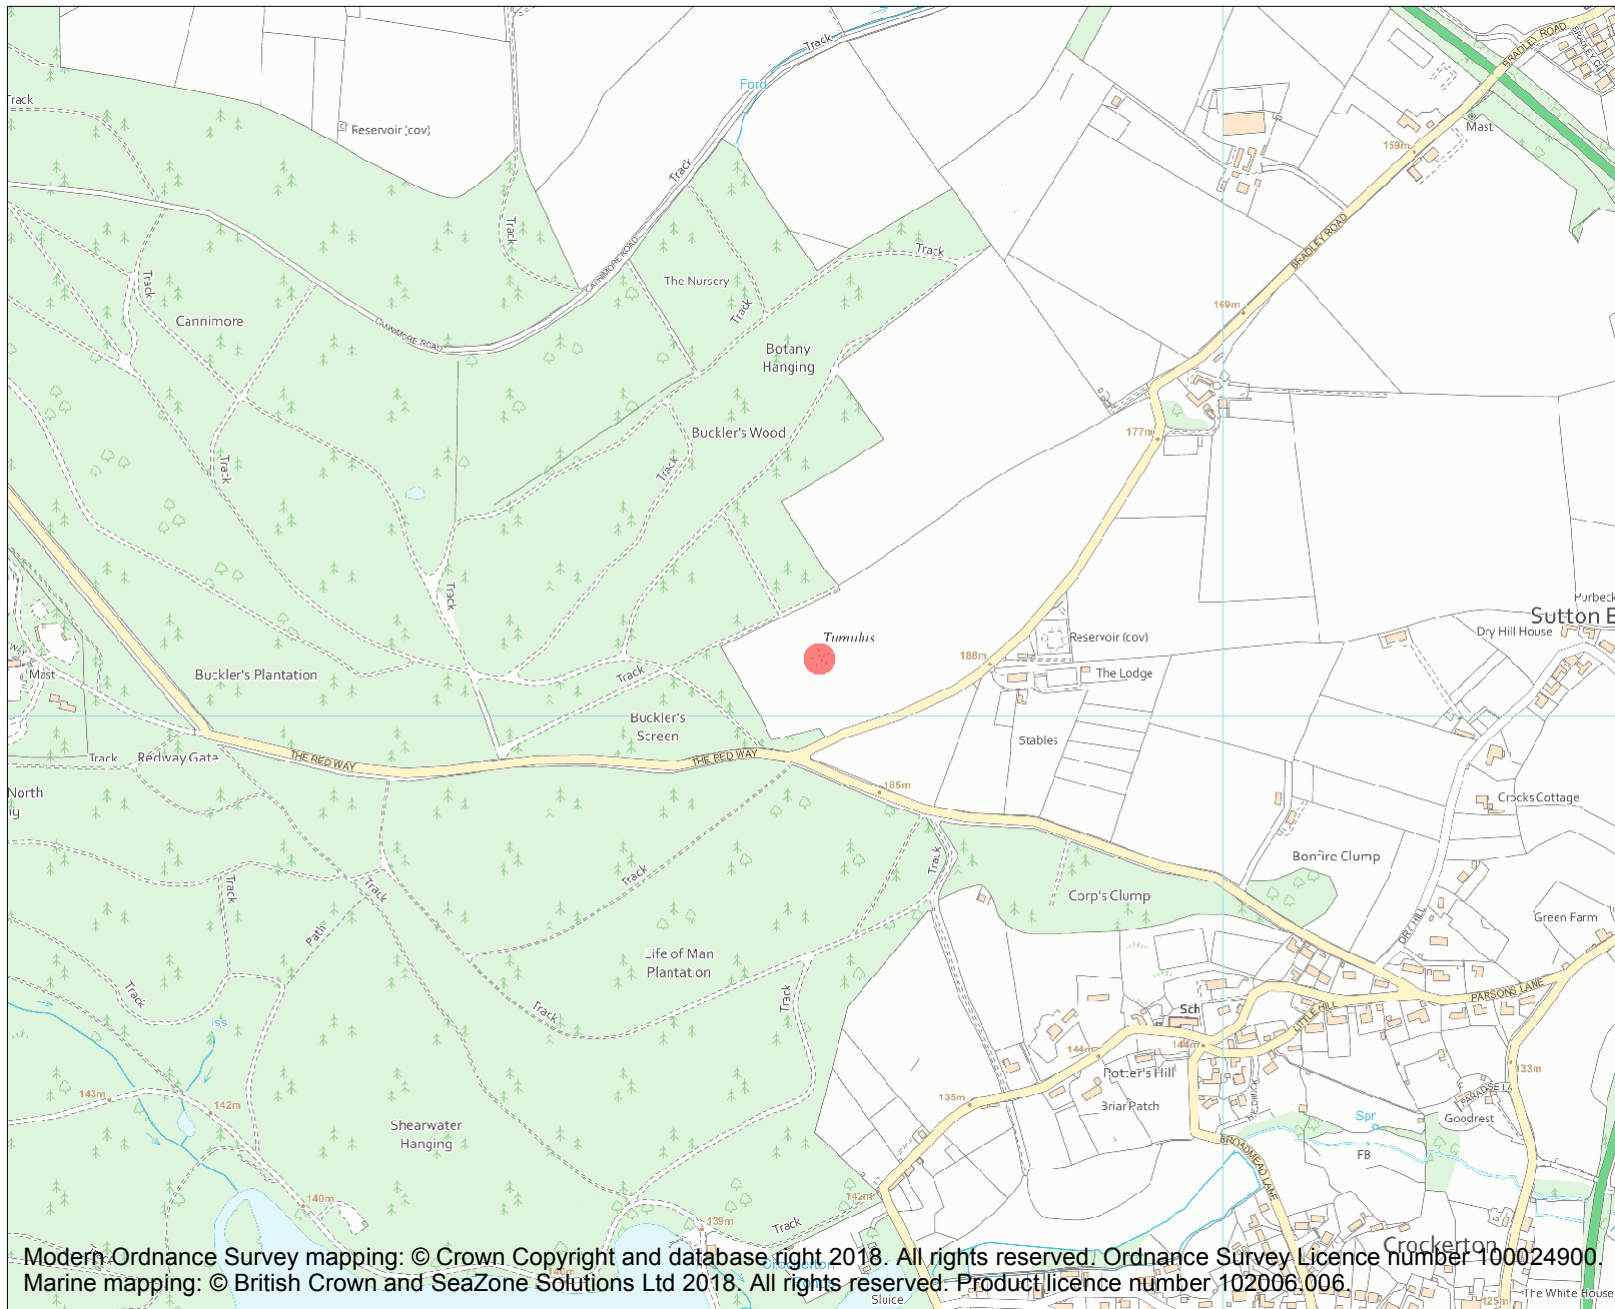 BRADLEY ROAD
Track
Ford
Track
Reservoir (cov)
Mast
159m
Track
Track
BRADLEY ROAD
Track
CANNIMORE ROAD
The Nursery
Track
Track
169m
Cannimore
CANNIMORE ROAD
Botany
Hanging
Buckler's Wood
177m
Track
Track
Track
Purbeck
Sutton E
Dry Hill House
Tumulus
Reservoir (cov)
188m
The Lodge
Mast
Buckler's Plantation
Track
Buckler's
Screen
Stables
Track
Redway Gate
THE RED WAY
THE RED WAY
185m
North
Crocks Cottage
Bonfire Clump
Track
Track
Track
Track
Corp's Clump
Green Farm
DRY HILL
Path
Life of Man
Plantation
Track
Track
Track
PARSONS LANE
Iss
Sch
LITTLE HILL
144m
144m
133m
Potter's Hill
143m
142m
135m
Briar Patch
PARADISE LA
Goodrest
Spr
Shearwater
Hanging
BROADMEAD LANE
FB
140m
142m
139m
Track
Crockerton
Modern Ordnance Survey mapping: © Crown Copyright and database right 2018. All rights reserved. Ordnance Survey Licence number 100024900.
Marine mapping: © British Crown and SeaZone Solutions Ltd 2018. All rights reserved. Product licence number 102006.006.
Sluice
125m
The White House